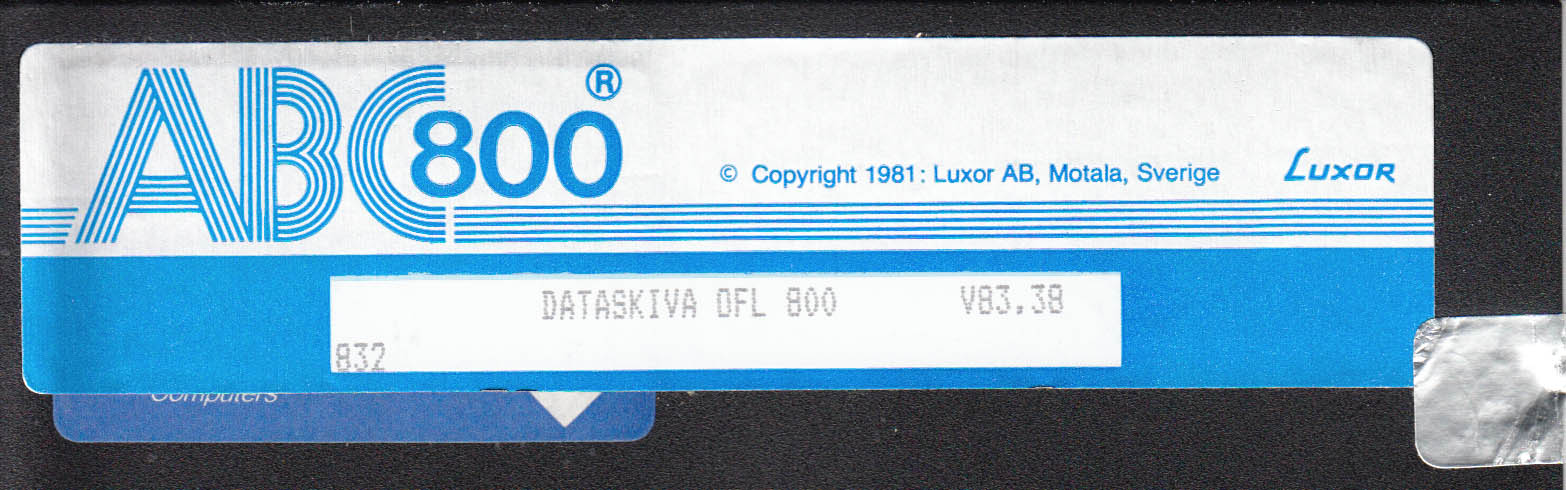 ABC800®
© Copyright 1981: Luxor AB, Motala, Sverige
LUXOR
DATASKIVA DFL 800 V83,38
832
Computers